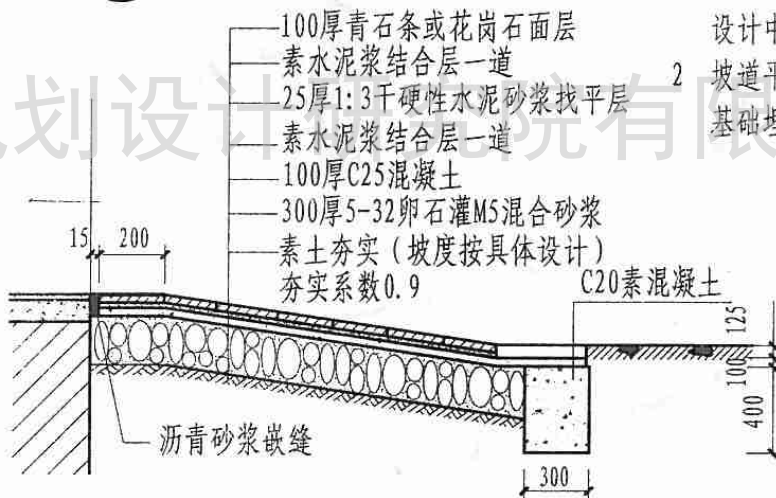 100厚青石条或花岗石面层
素水泥浆结合层一道
25厚1:3干硬性水泥砂浆找平层
素水泥浆结合层一道
100厚C25混凝土
300厚5-32卵石灌M5混合砂浆
素土夯实（坡度按具体设计）
夯实系数0.9
设计中
2 坡道平
基础埋
划设计研究院有限
15
200
C20素混凝土
125
100
400
沥青砂浆嵌缝
300